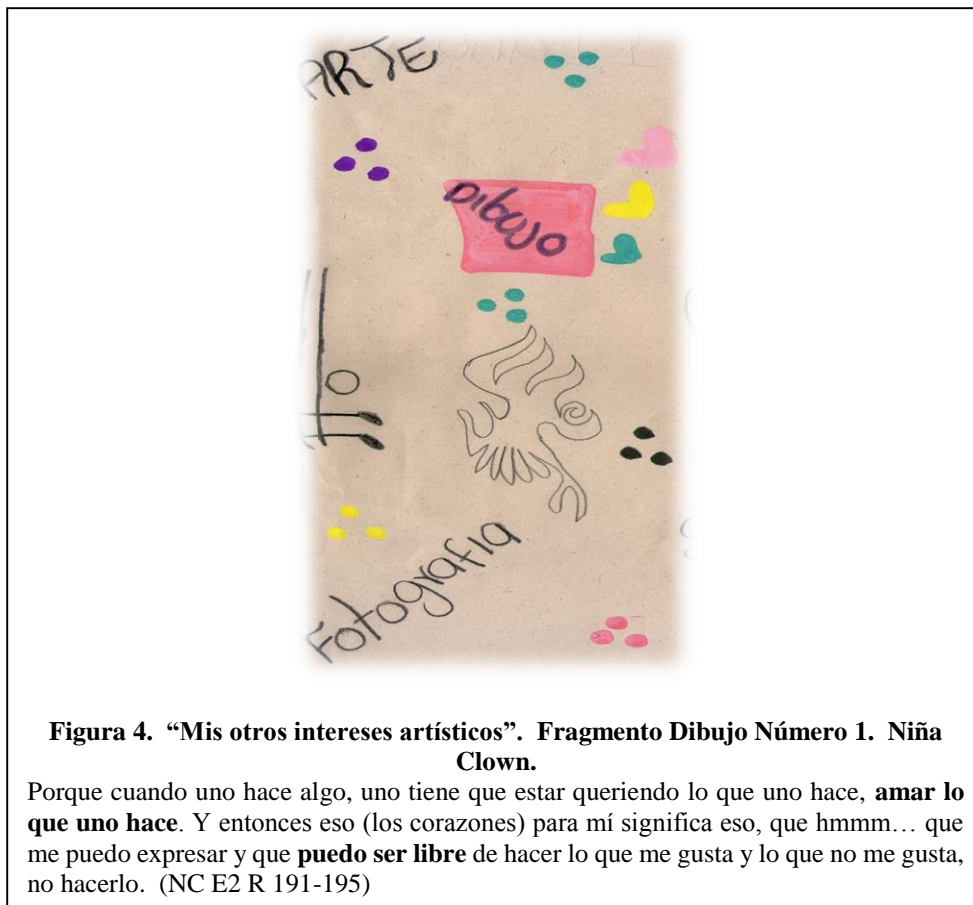 ARTE
Dibujo
Fotografia
Figura 4. “Mis otros intereses artísticos”. Fragmento Dibujo Número 1. Niña
Clown.
Porque cuando uno hace algo, uno tiene que estar queriendo lo que uno hace, amar lo
que uno hace. Y entonces eso (los corazones) para mí significa eso, que hmmm… que
me puedo expresar y que puedo ser libre de hacer lo que me gusta y lo que no me gusta,
no hacerlo. (NC E2 R 191-195)